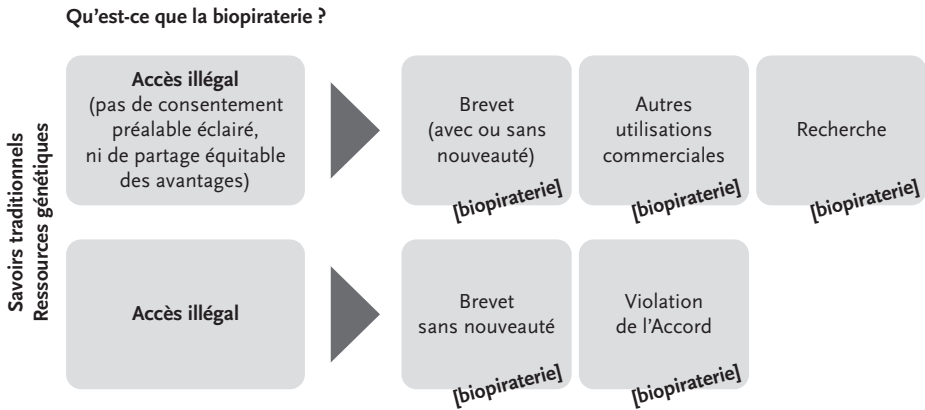 Qu’est-ce que la biopiraterie ?
Savoirs traditionnels
Ressources génétiques
Accès illégal
(pas de consentement
préalable éclairé,
ni de partage équitable
des avantages)
Brevet
(avec ou sans
nouveauté)
[biopiraterie]
Autres
utilisations
commerciales
[biopiraterie]
Recherche
[biopiraterie]
Accès illégal
Brevet
sans nouveauté
[biopiraterie]
Violation
de l’Accord
[biopiraterie]